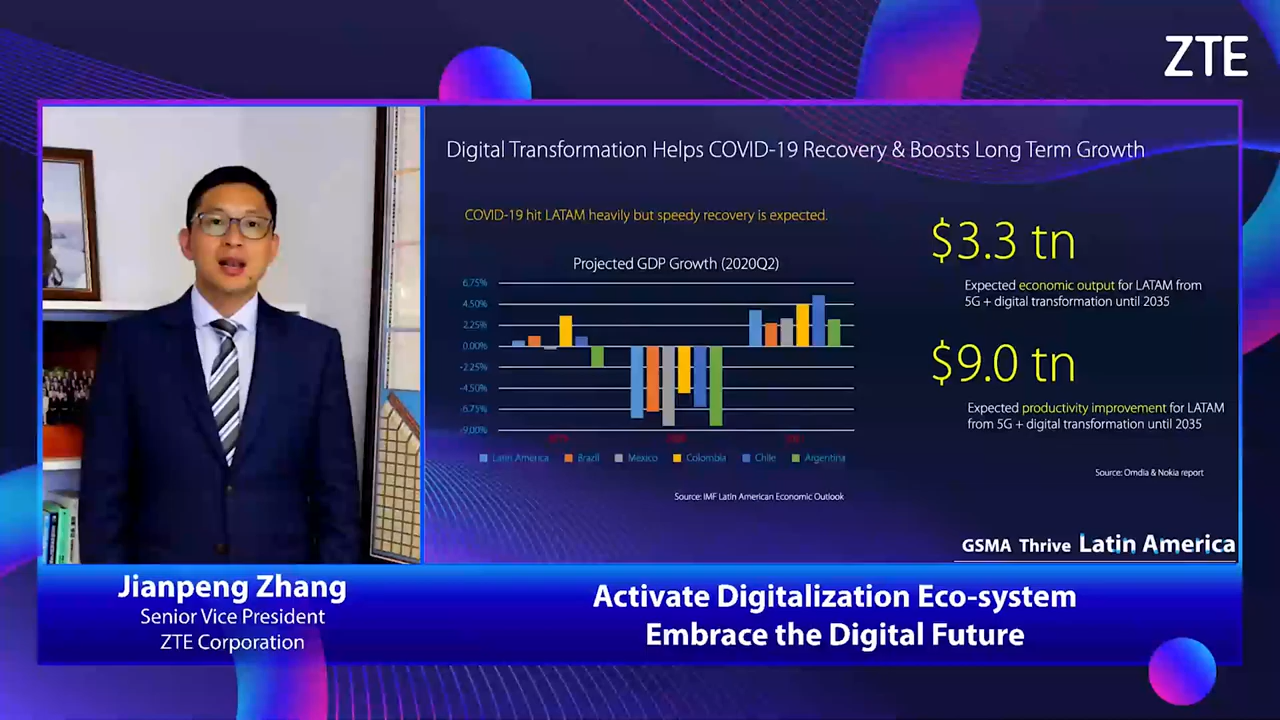 ZTE
Digital Transformation Helps COVID-19 Recovery & Boosts Long Term Growth
COVID-19 hit LATAM heavily but speedy recovery is expected.
Projected GDP Growth (2020Q2)
6.75%
4.50%
2.25%
0.00%
-2.25%
-4.50%
-6.75%
-9.00%
Latin America
Brazil
Mexico
Colombia
Chile
Argentina
Source: IMF Latin American Economic Outlook
$3.3 tn
Expected economic output for LATAM from
5G + digital transformation until 2035
$9.0 tn
Expected productivity improvement for LATAM
from 5G + digital transformation until 2035
Source: Omdia & Nokia report
GSMA Thrive Latin America
Jianpeng Zhang
Senior Vice President
ZTE Corporation
Activate Digitalization Eco-system
Embrace the Digital Future